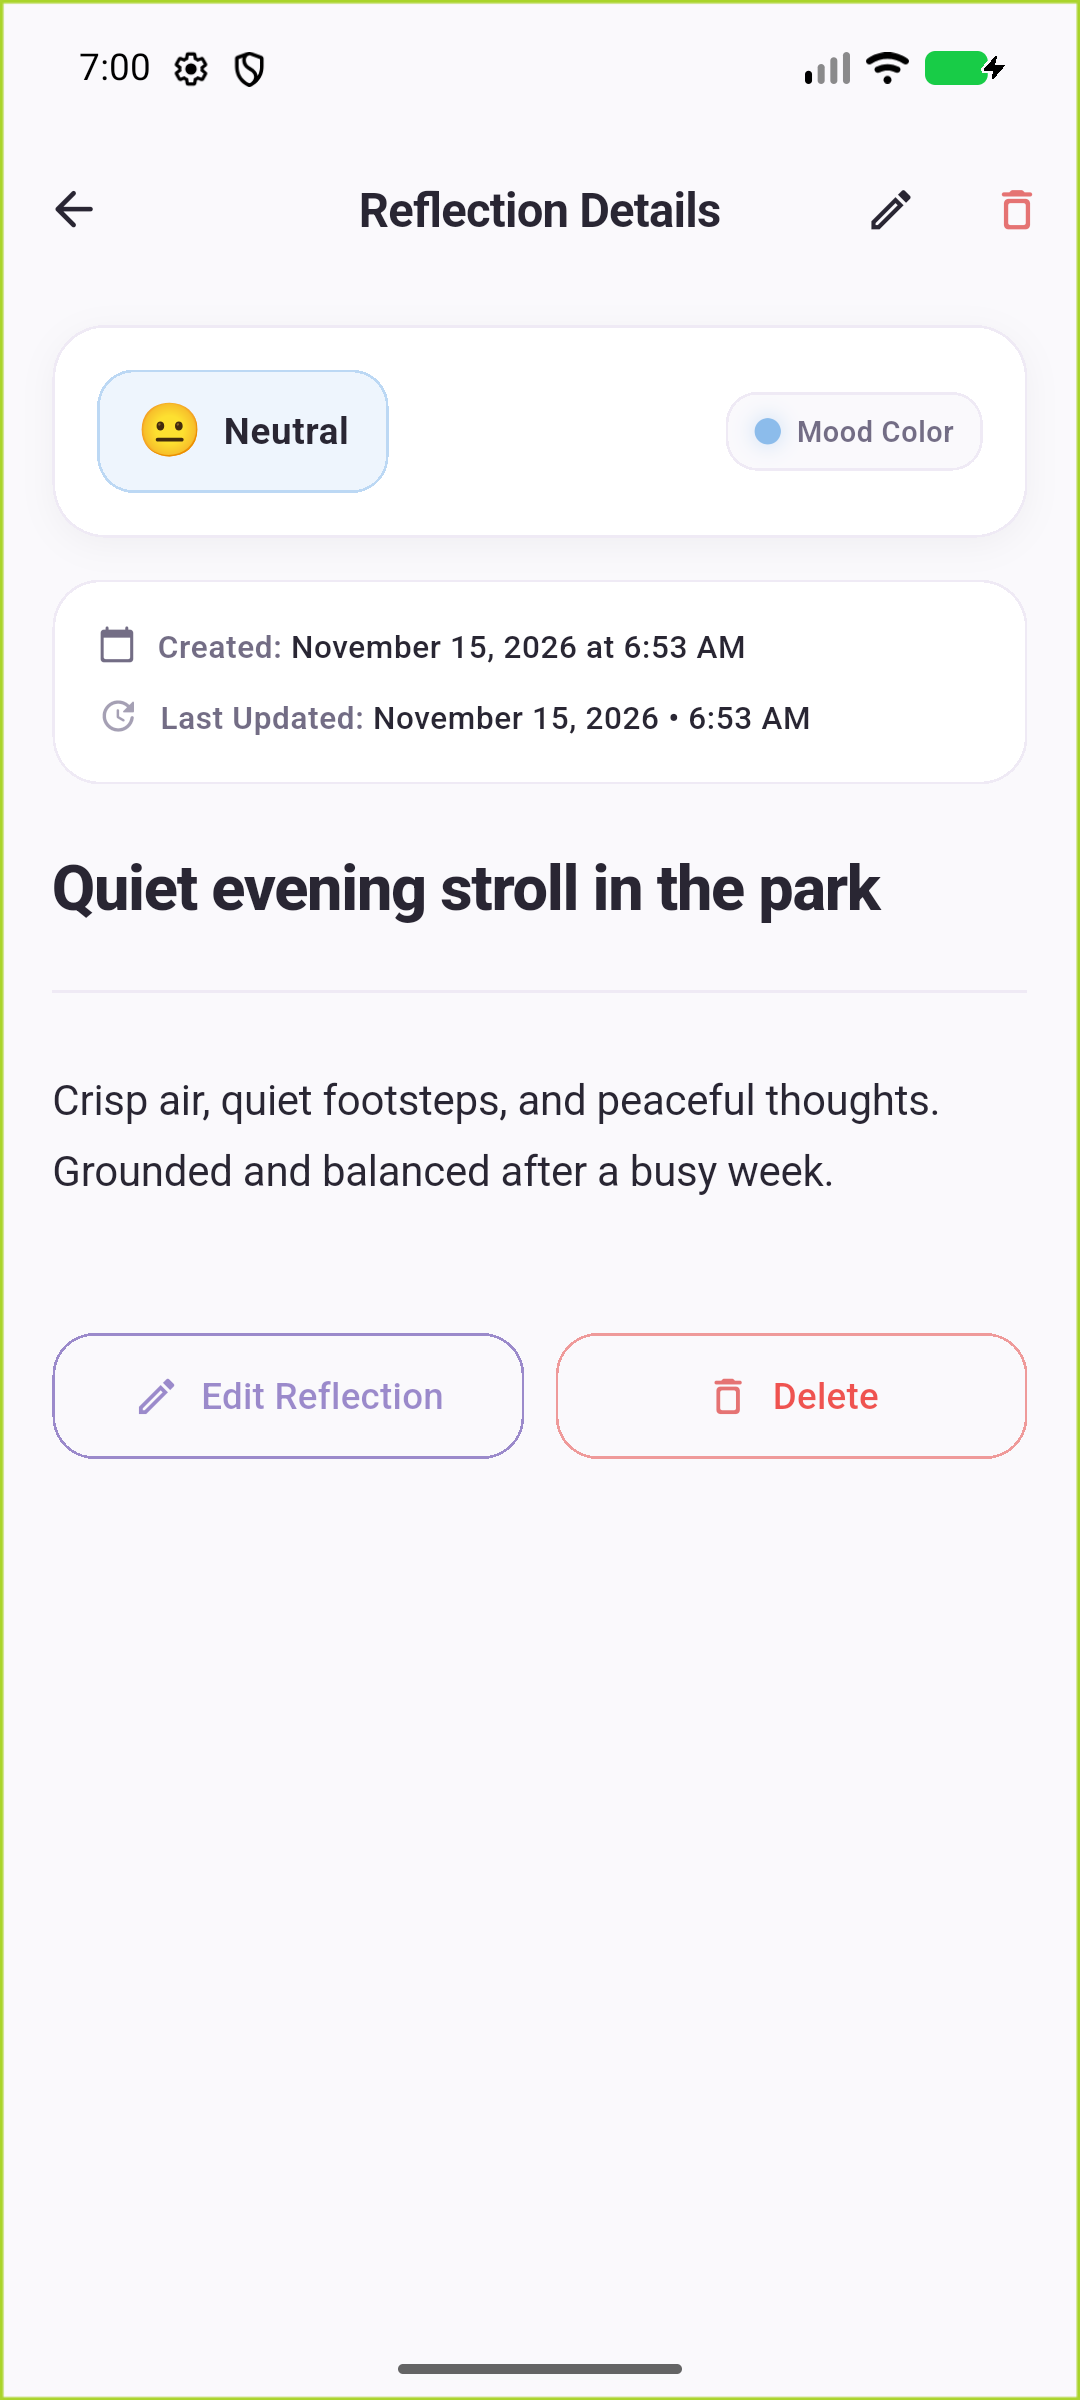 7:00
Reflection Details
Neutral
Mood Color
Created: November 15, 2026 at 6:53 AM
Last Updated: November 15, 2026 • 6:53 AM
Quiet evening stroll in the park
Crisp air, quiet footsteps, and peaceful thoughts.
Grounded and balanced after a busy week.
Edit Reflection
Delete